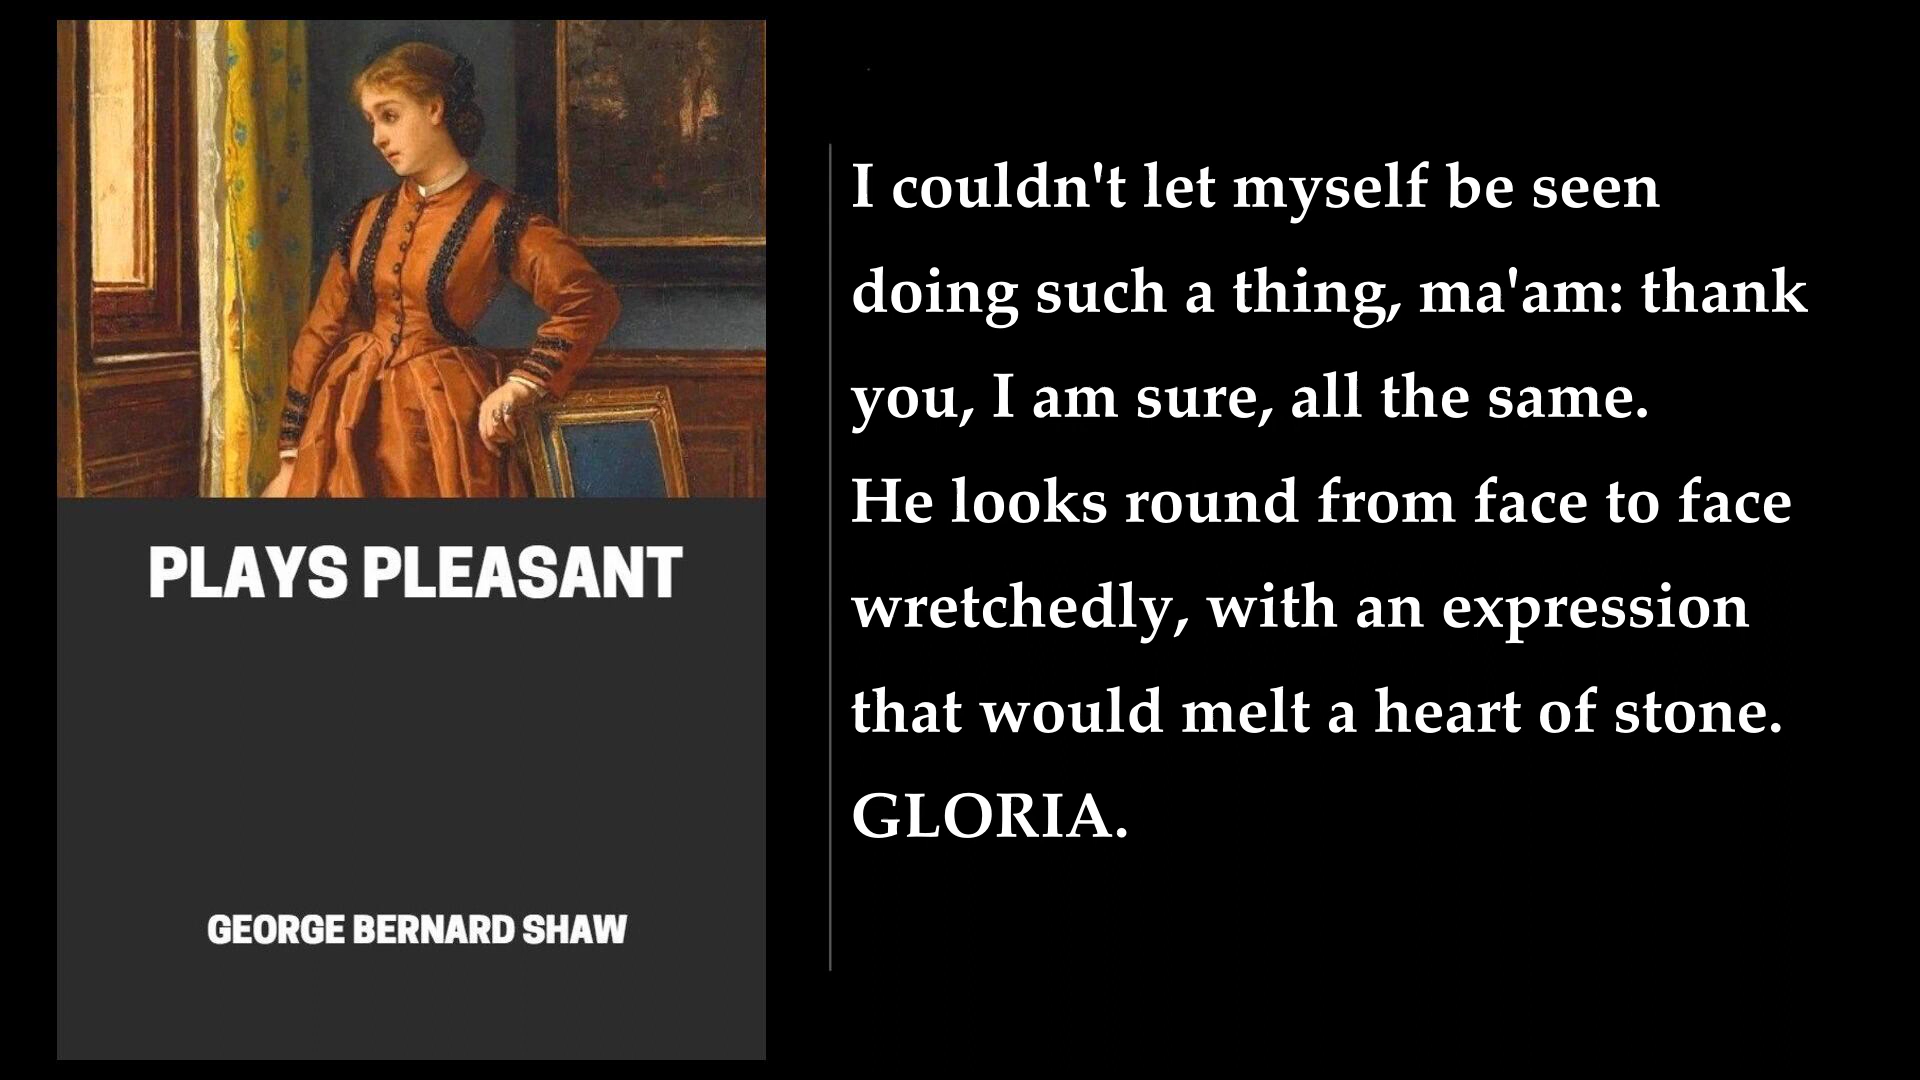 PLAYS PLEASANT
GEORGE BERNARD SHAW
I couldn't let myself be seen
doing such a thing, ma'am: thank
you, I am sure, all the same.
He looks round from face to face
wretchedly, with an expression
that would melt a heart of stone.
GLORIA.